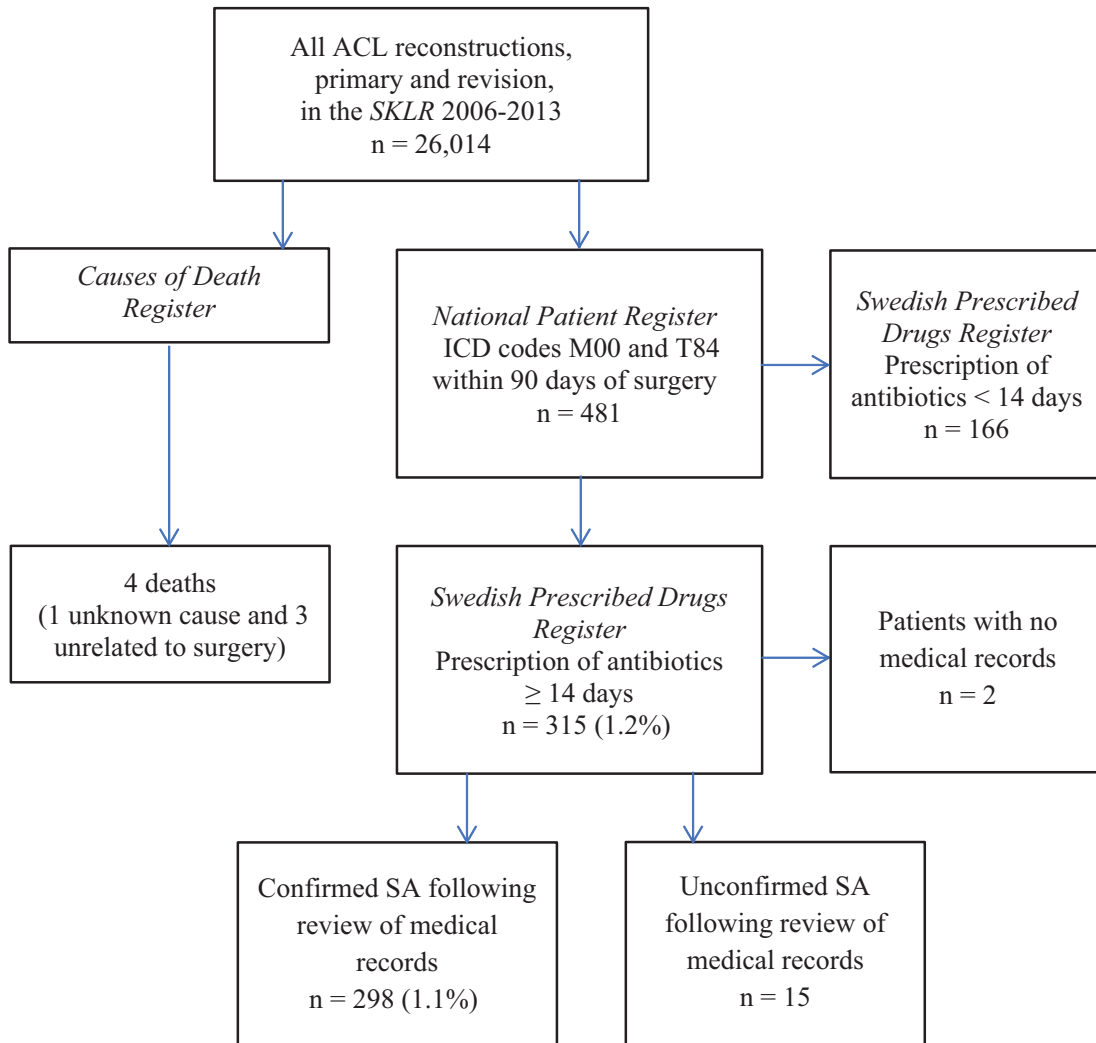 All ACL reconstructions,
primary and revision,
in the SKLR 2006-2013
n = 26,014
Causes of Death
Register
National Patient Register
ICD codes M00 and T84
within 90 days of surgery
n = 481
Swedish Prescribed
Drugs Register
Prescription of
antibiotics < 14 days
n = 166
4 deaths
(1 unknown cause and 3
unrelated to surgery)
Swedish Prescribed Drugs
Register
Prescription of antibiotics
≥ 14 days
n = 315 (1.2%)
Patients with no
medical records
n = 2
Confirmed SA following
review of medical
records
n = 298 (1.1%)
Unconfirmed SA
following review of
medical records
n = 15